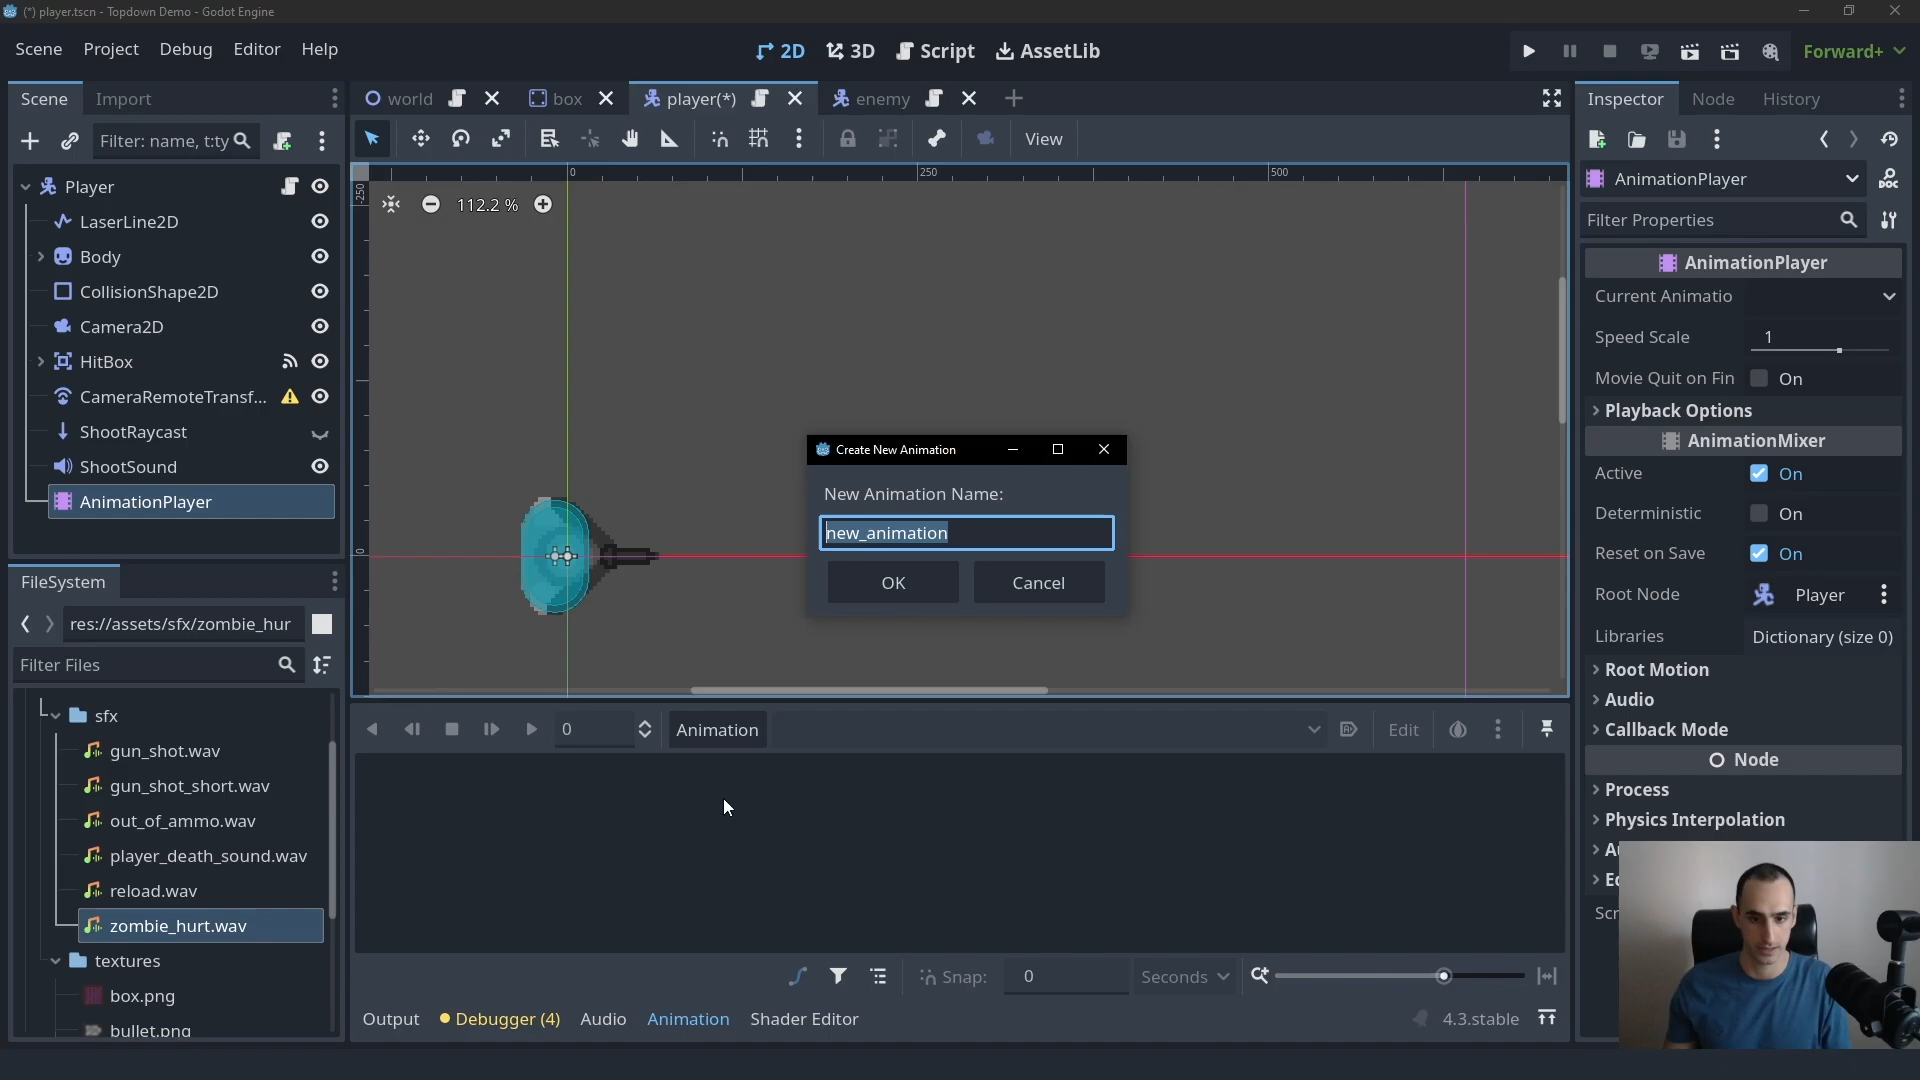 (*) player.tscn - Topdown Demo - Godot Engine
Scene Project Debug Editor Help
2D 3D Script AssetLib
Forward+
Scene Import
world box player(*) enemy
Inspector Node History
Filter: name, t:ty
View
Player
LaserLine2D
Body
CollisionShape2D
Camera2D
HitBox
CameraRemoteTransf...
ShootRaycast
ShootSound
AnimationPlayer
FileSystem
res://assets/sfx/zombie_hur
Filter Files
sfx
gun_shot.wav
gun_shot_short.wav
out_of_ammo.wav
player_death_sound.wav
reload.wav
zombie_hurt.wav
textures
box.png
bullet.png
0 250 500
-250
0
112.2 %
Create New Animation
New Animation Name:
new_animation
OK Cancel
0 Animation Edit
Snap: 0 Seconds
Output Debugger (4) Audio Animation Shader Editor 4.3.stable
AnimationPlayer
Filter Properties
AnimationPlayer
Current Animatio
Speed Scale 1
Movie Quit on Fin On
Playback Options
AnimationMixer
Active On
Deterministic On
Reset on Save On
Root Node Player
Libraries Dictionary (size 0)
Root Motion
Audio
Callback Mode
Node
Process
Physics Interpolation